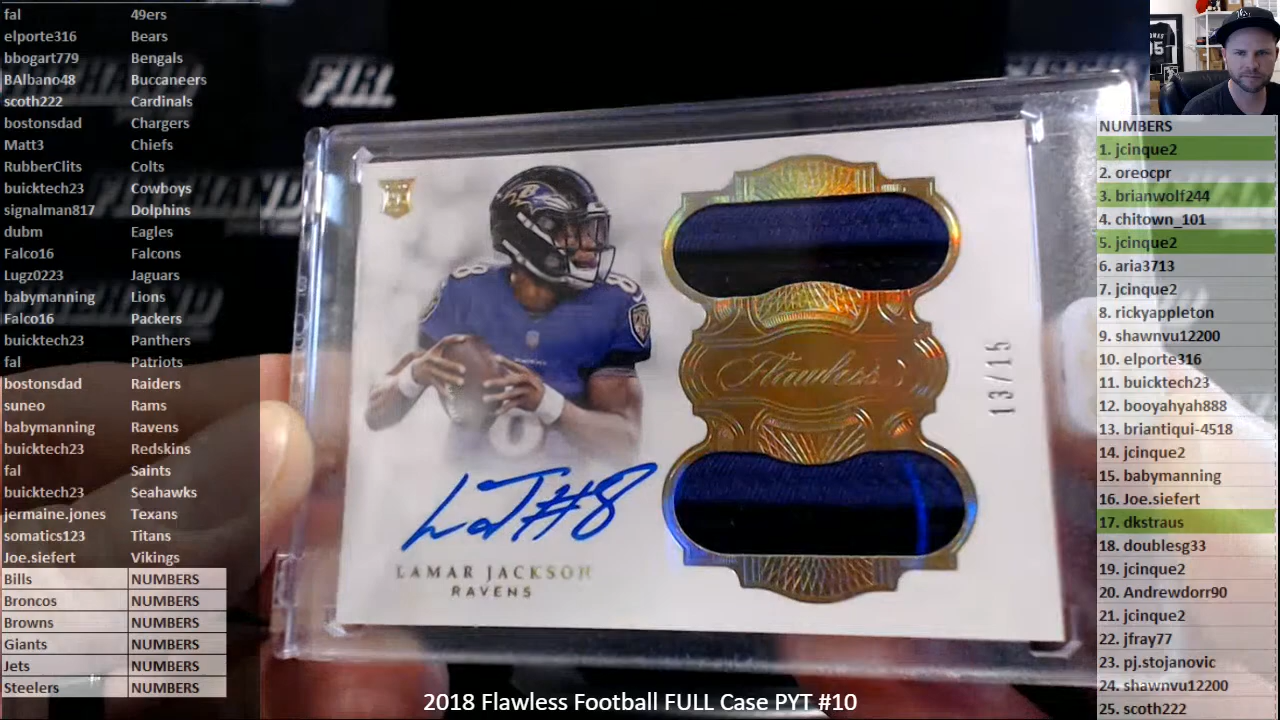 fal 49ers
elporte316 Bears
bbogart779 Bengals
BAlbano48 Buccaneers
scoth222 Cardinals
bostonsdad Chargers
Matt3 Chiefs
RubberClits Colts
buicktech23 Cowboys
signalman817 Dolphins
dubm Eagles
Falco16 Falcons
Lugz0223 Jaguars
babymanning Lions
Falco16 Packers
buicktech23 Panthers
fal Patriots
bostonsdad Raiders
suneo Rams
babymanning Ravens
buicktech23 Redskins
fal Saints
buicktech23 Seahawks
jermaine.jones Texans
somatics123 Titans
Joe.siefert Vikings
Bills NUMBERS
Broncos NUMBERS
Browns NUMBERS
Giants NUMBERS
Jets NUMBERS
Steelers NUMBERS
Flawless
13/15
#8
LAMAR JACKSON
RAVENS
NUMBERS
1. jcinque2
2. oreocpr
3. brianwolf244
4. chitown_101
5. jcinque2
6. aria3713
7. jcinque2
8. rickyappleton
9. shawnvu12200
10. elporte316
11. buicktech23
12. booyahyah888
13. briantiqui-4518
14. jcinque2
15. babymanning
16. Joe.siefert
17. dkstraus
18. doublesg33
19. jcinque2
20. Andrewdorr90
21. jcinque2
22. jfray77
23. pj.stojanovic
24. shawnvu12200
25. scoth222
2018 Flawless Football FULL Case PYT #10